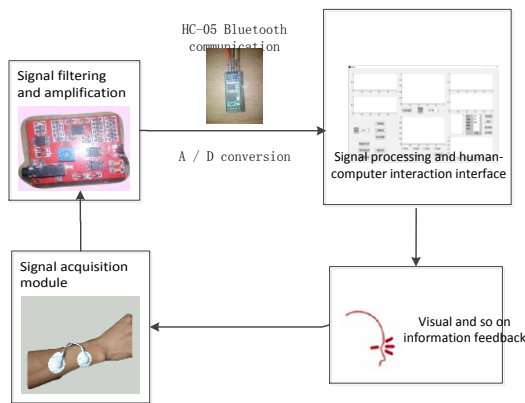 HC-05 Bluetooth
communication
Signal filtering
and amplification
A / D conversion
Signal processing and human-
computer interaction interface
Signal acquisition
module
Visual and so on
information feedback